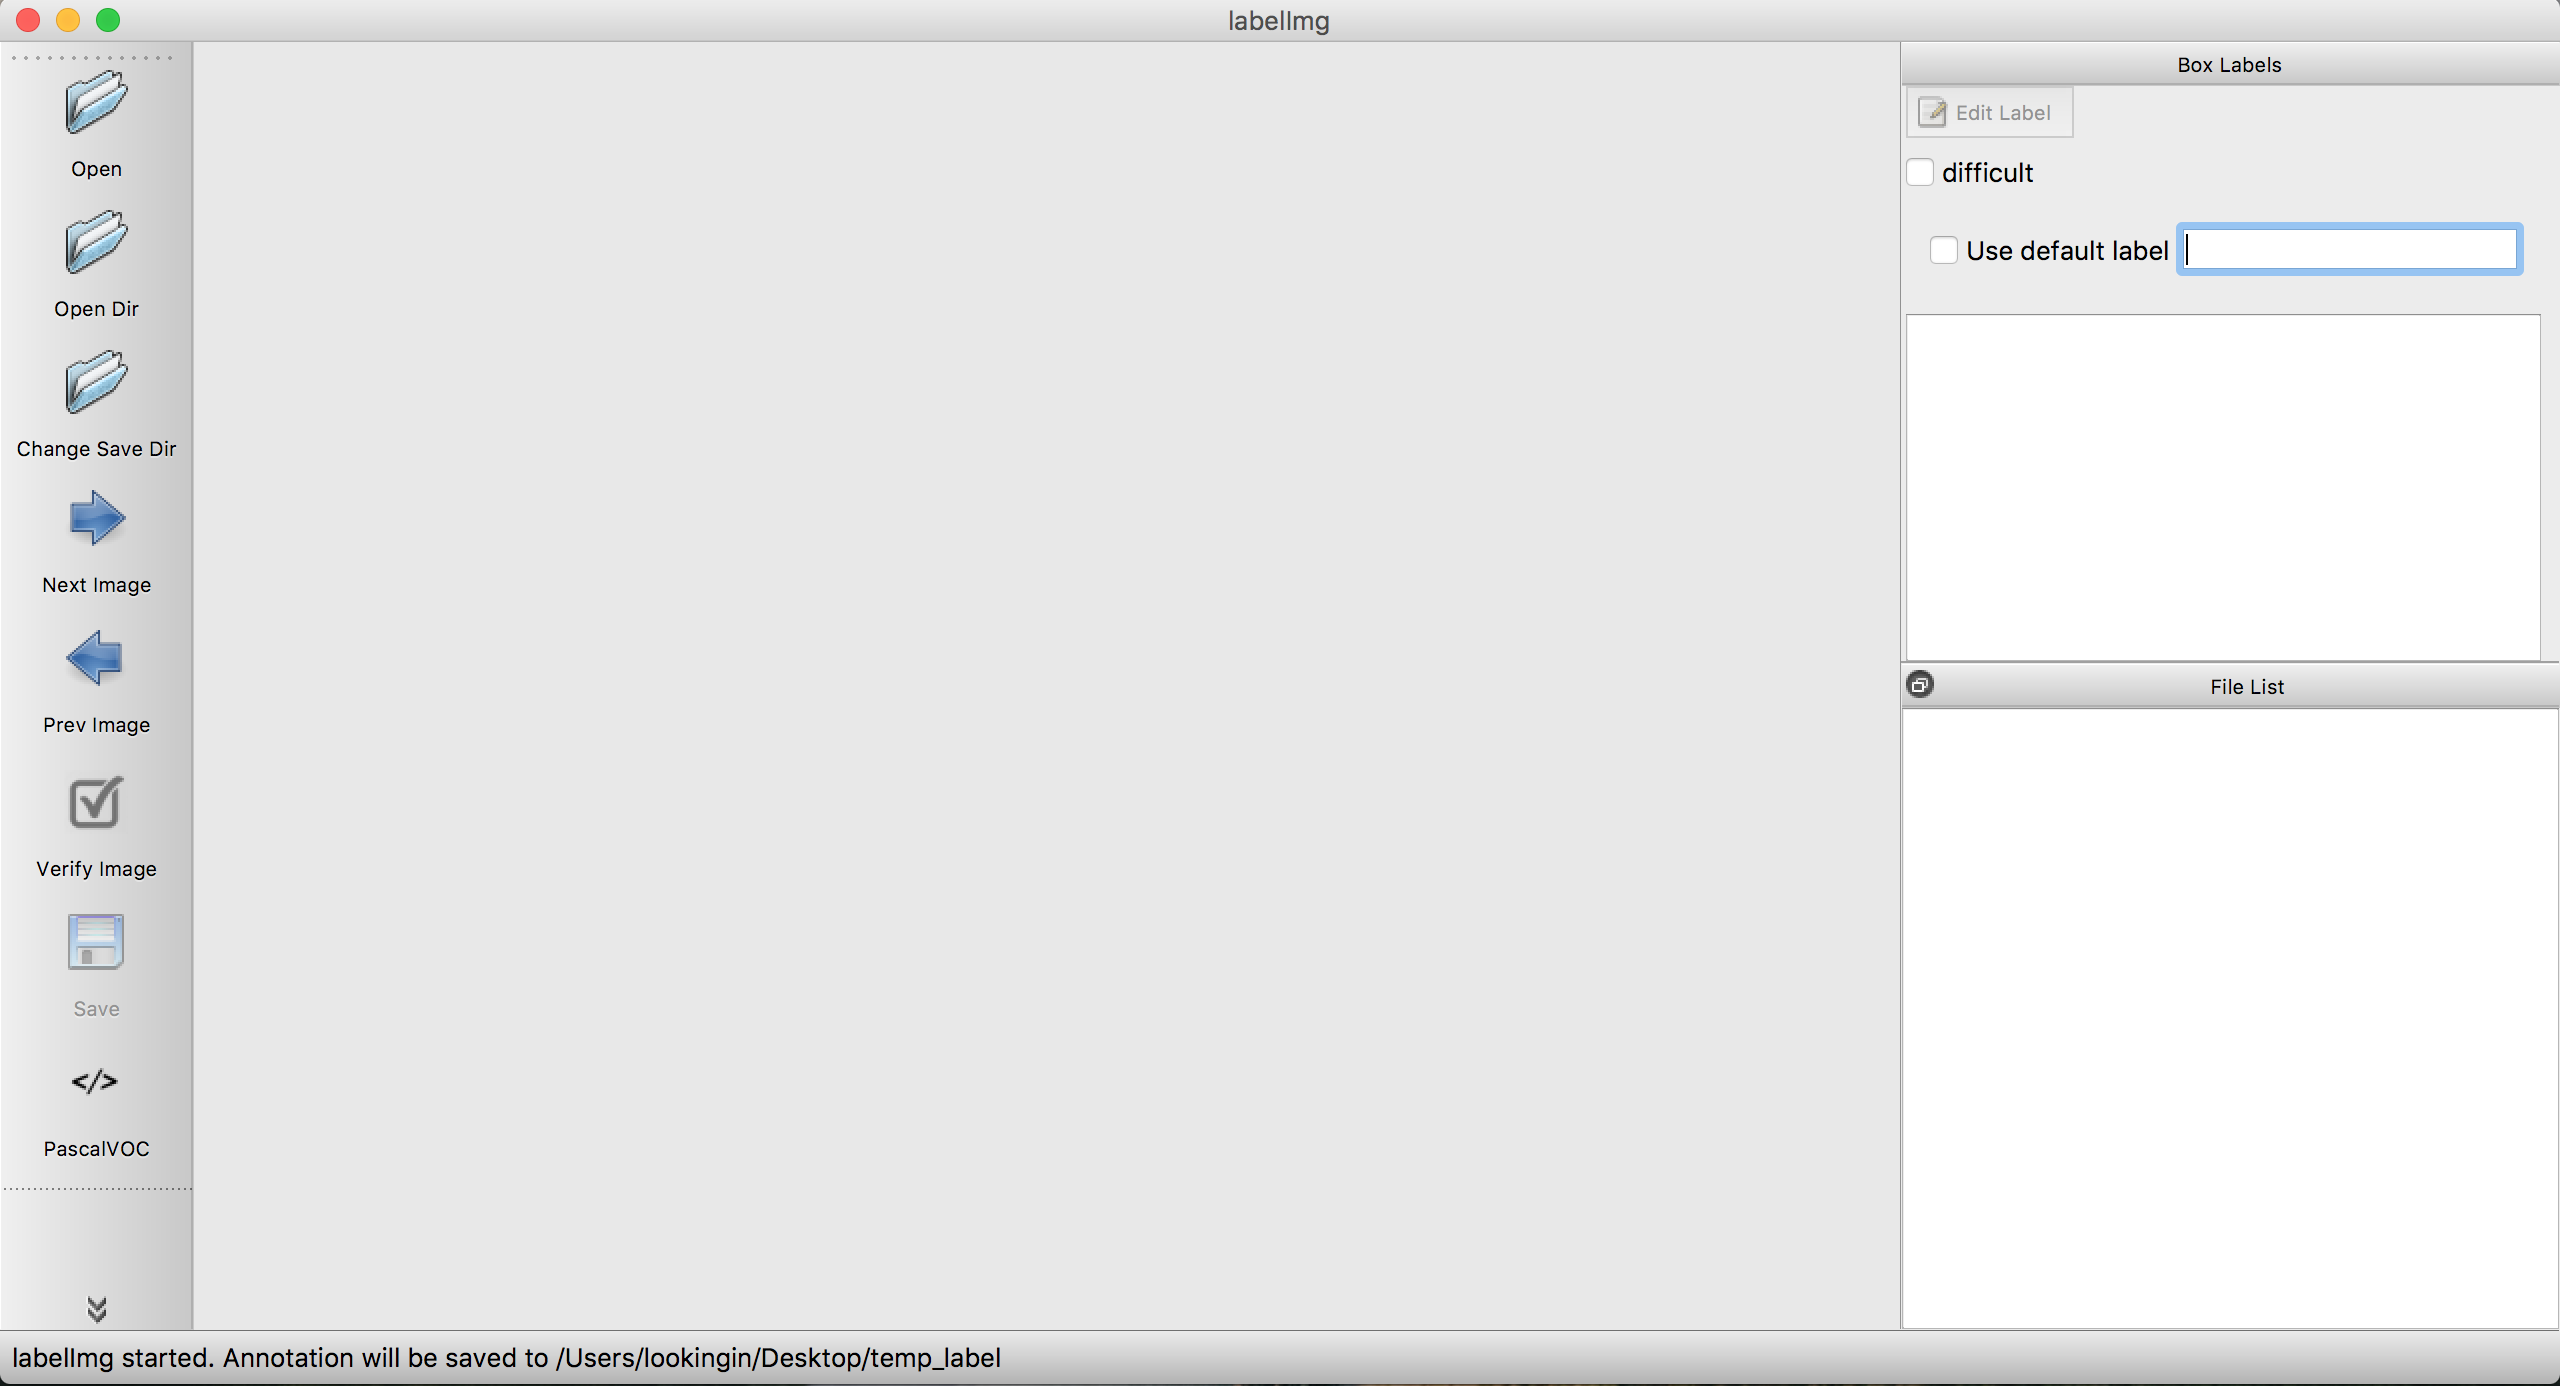 labelImg
Open
Open Dir
Change Save Dir
Next Image
Prev Image
Verify Image
Save
</>
PascalVOC
Box Labels
Edit Label
difficult
Use default label
File List
labelImg started. Annotation will be saved to /Users/lookingin/Desktop/temp_label